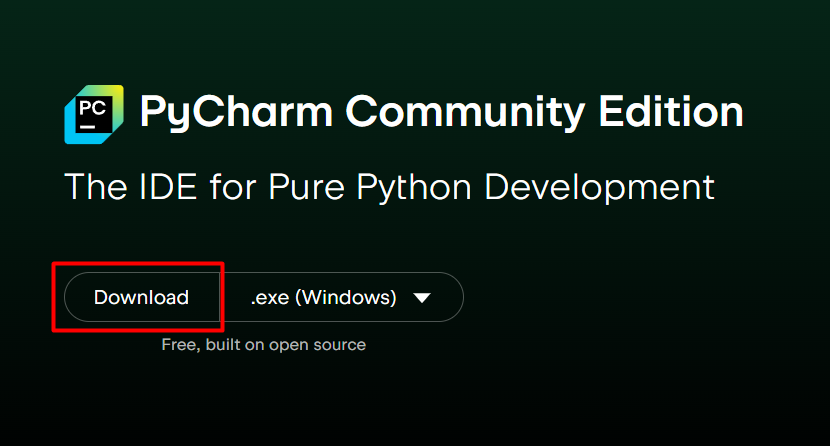 PC
PyCharm Community Edition
The IDE for Pure Python Development
Download
.exe (Windows)
Free, built on open source